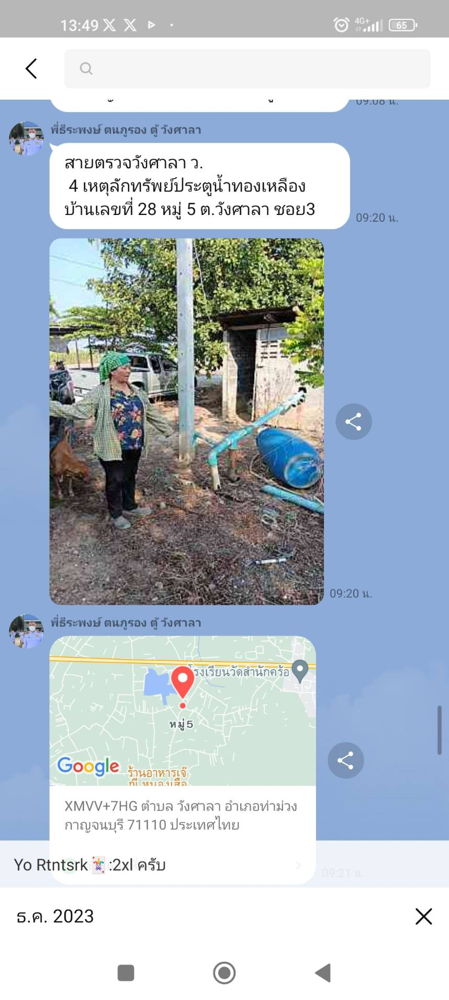 13:49
4G+
65
09.08 น.
พี่ธีระพงษ์ ตนภูรอง ตู้ วังศาลา
สายตรวจวังศาลา ว.
4 เหตุลักทรัพย์ประตูน้ำทองเหลือง
บ้านเลขที่ 28 หมู่ 5 ต.วังศาลา ซอย3
09:20 น.
09:20 น.
พี่ธีระพงษ์ ตนภูรอง ตู้ วังศาลา
โรงเรียนวัดสำนักคร้อ
หมู่5
Google
ร้านอาหารเจ๊
ณี หนองเสือ
XMVV+7HG ตำบล วังศาลา อำเภอท่าม่วง
กาญจนบุรี 71110 ประเทศไทย
Yo Rtntsrk🃏:2xl ครับ
09:21 น.
ธ.ค. 2023